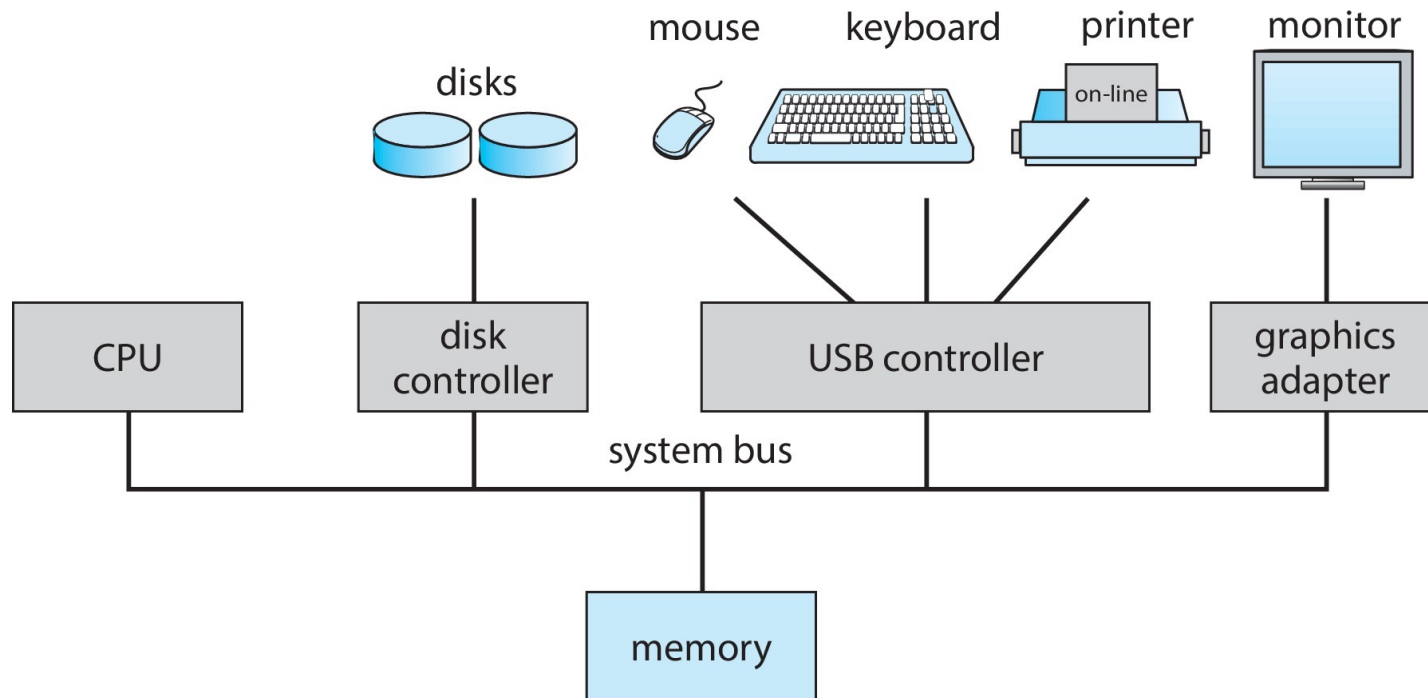 mouse
keyboard
printer
monitor
disks
on-line
CPU
disk
controller
USB controller
graphics
adapter
system bus
memory